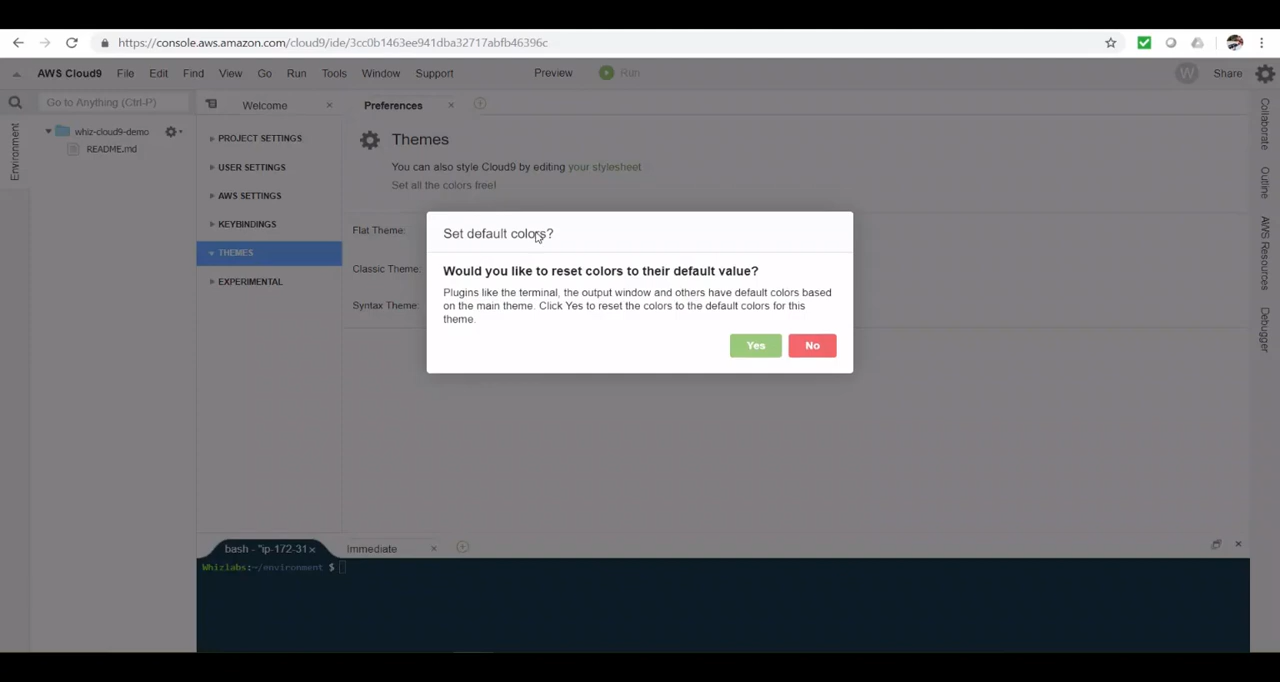 https://console.aws.amazon.com/cloud9/ide/3cc0b1463ee941dba32717abfb46396c
AWS Cloud9 File Edit Find View Go Run Tools Window Support Preview Run W Share
Go to Anything (Ctrl-P) Welcome Preferences
Environment
whiz-cloud9-demo
README.md
PROJECT SETTINGS
USER SETTINGS
AWS SETTINGS
KEYBINDINGS
THEMES
EXPERIMENTAL
Themes
You can also style Cloud9 by editing your stylesheet
Set all the colors free!
Flat Theme:
Classic Theme:
Syntax Theme:
Set default colors?
Would you like to reset colors to their default value?
Plugins like the terminal, the output window and others have default colors based
on the main theme. Click Yes to reset the colors to the default colors for this
theme.
Yes No
Collaborate
Outline
AWS Resources
Debugger
bash - "ip-172-31 Immediate
Whizlabs:~/environment $